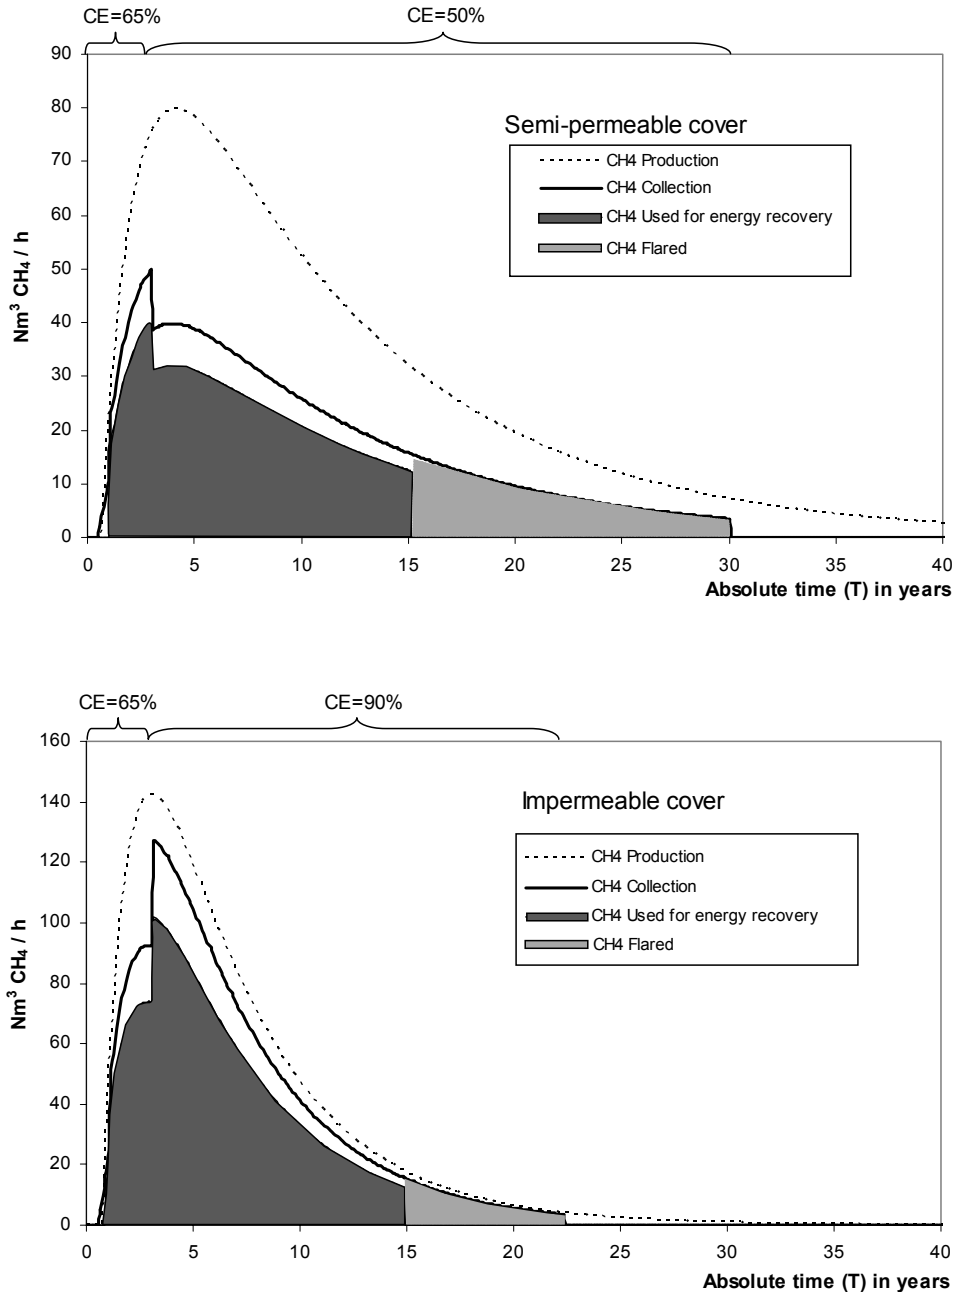 CE=65%
CE=50%
90
80
70
60
50
40
30
20
10
0
Nm³ CH₄ / h
Semi-permeable cover
CH4 Production
CH4 Collection
CH4 Used for energy recovery
CH4 Flared
0 5 10 15 20 25 30 35 40
Absolute time (T) in years
CE=65%
CE=90%
160
140
120
100
80
60
40
20
0
Nm³ CH₄ / h
Impermeable cover
CH4 Production
CH4 Collection
CH4 Used for energy recovery
CH4 Flared
0 5 10 15 20 25 30 35 40
Absolute time (T) in years